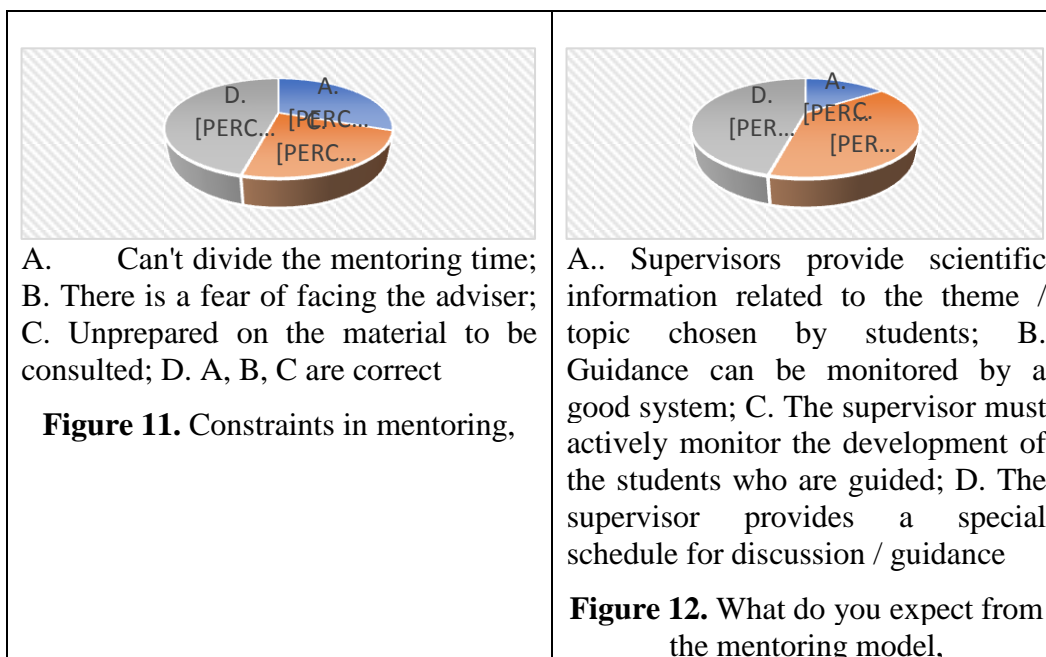 D.
[PERC...
A.
[PERC...
C.
[PERC...
A. Can't divide the mentoring time;
B. There is a fear of facing the adviser;
C. Unprepared on the material to be
consulted; D. A, B, C are correct
Figure 11. Constraints in mentoring,
D.
[PER...
A.
[PER...
C.
[PER...
A.. Supervisors provide scientific
information related to the theme /
topic chosen by students; B.
Guidance can be monitored by a
good system; C. The supervisor must
actively monitor the development of
the students who are guided; D. The
supervisor provides a special
schedule for discussion / guidance
Figure 12. What do you expect from
the mentoring model,